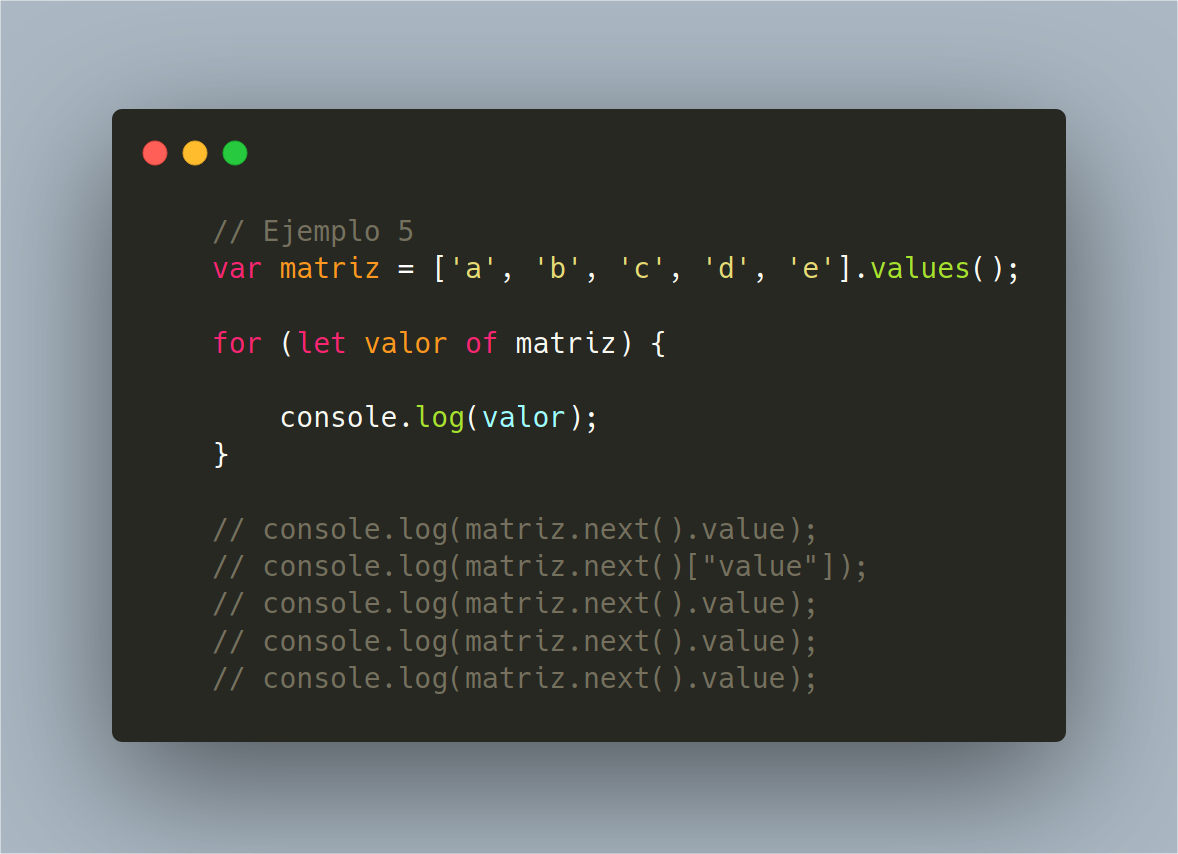 // Ejemplo 5
var matriz = ['a', 'b', 'c', 'd', 'e'].values();
for (let valor of matriz) {
console.log(valor);
}
// console.log(matriz.next().value);
// console.log(matriz.next()["value"]);
// console.log(matriz.next().value);
// console.log(matriz.next().value);
// console.log(matriz.next().value);